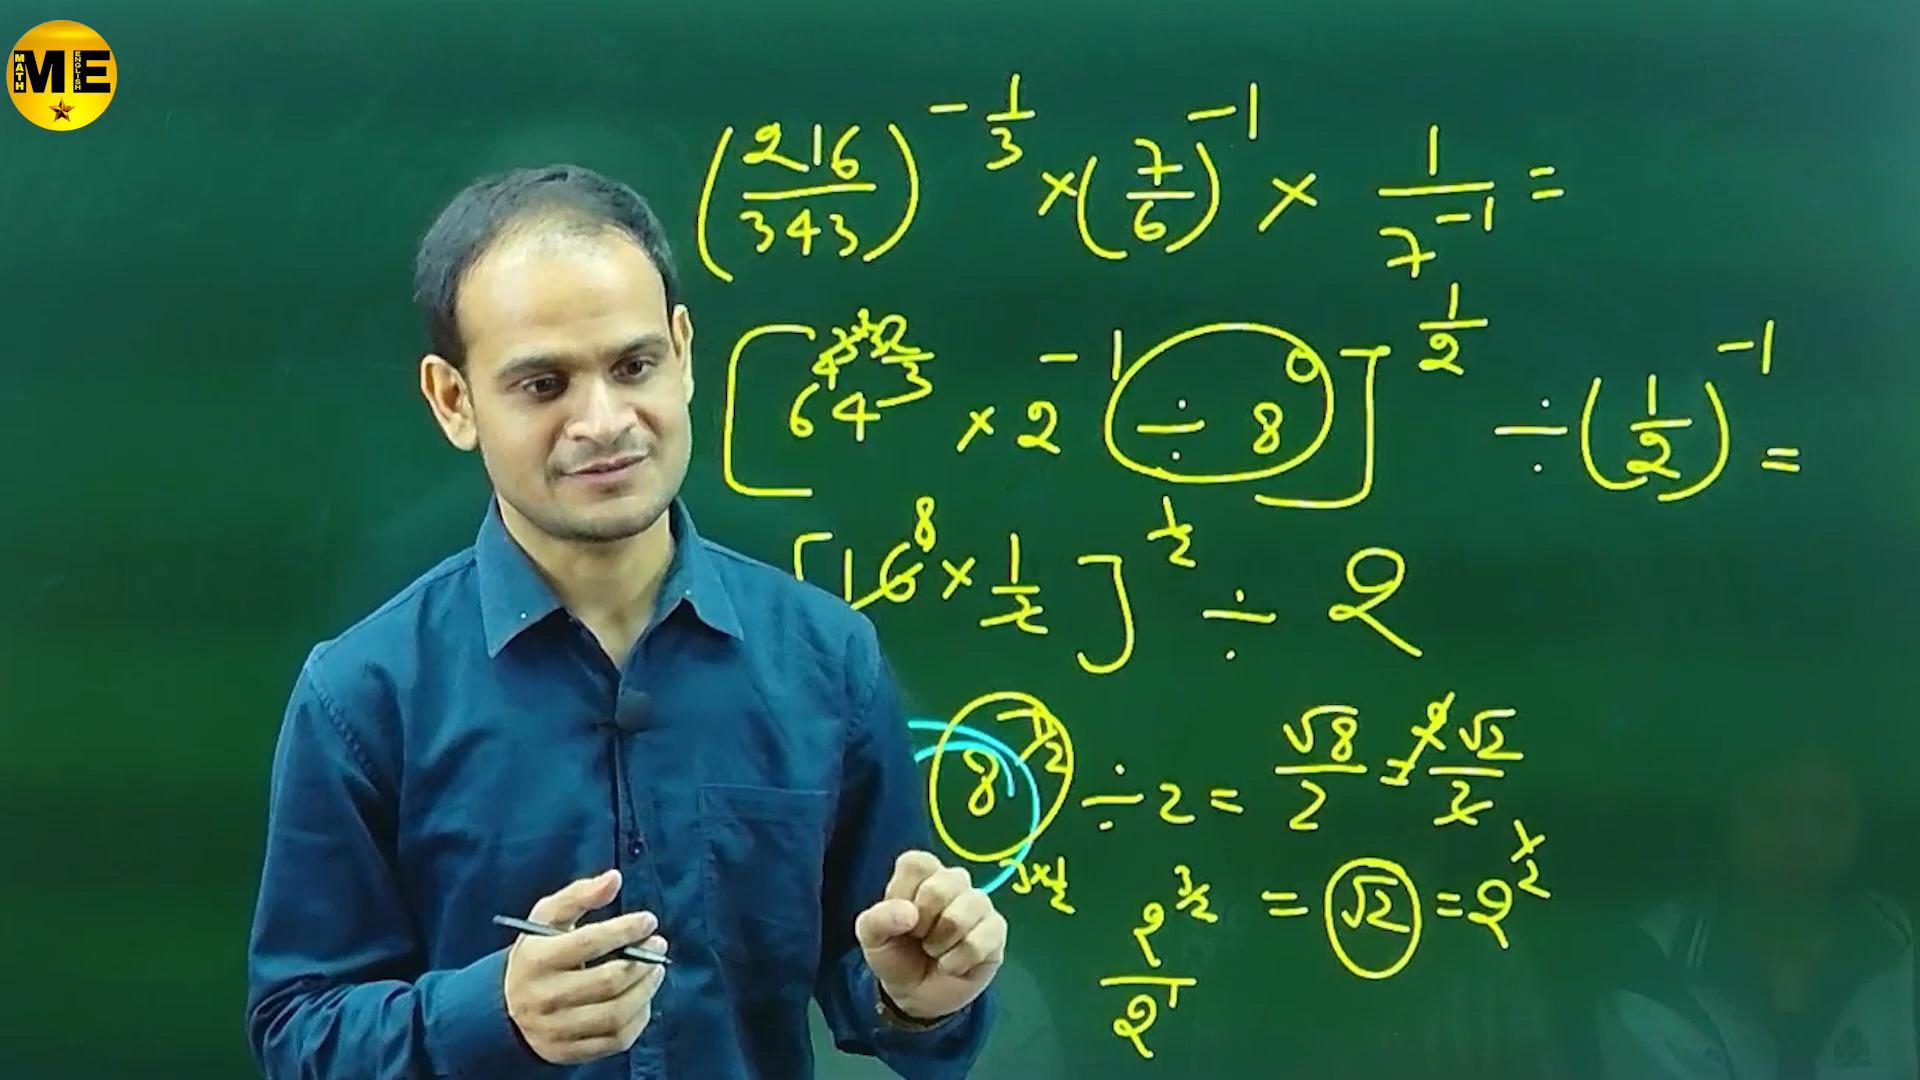 MATH ME ENGLISH
(216/343)^(-1/3) × (7/6)^(-1) × 1/7^(-1) =
[64^(2/3) × 2^(-1) ÷ 8^0]^(1/2) ÷ (1/2)^(-1) =
[16 8 × 1/2]^(1/2) ÷ 2
8^(1/2) ÷ 2 = √8/2 = 2√2/2
2^(3/2)/2^1 = √2 = 2^(1/2)